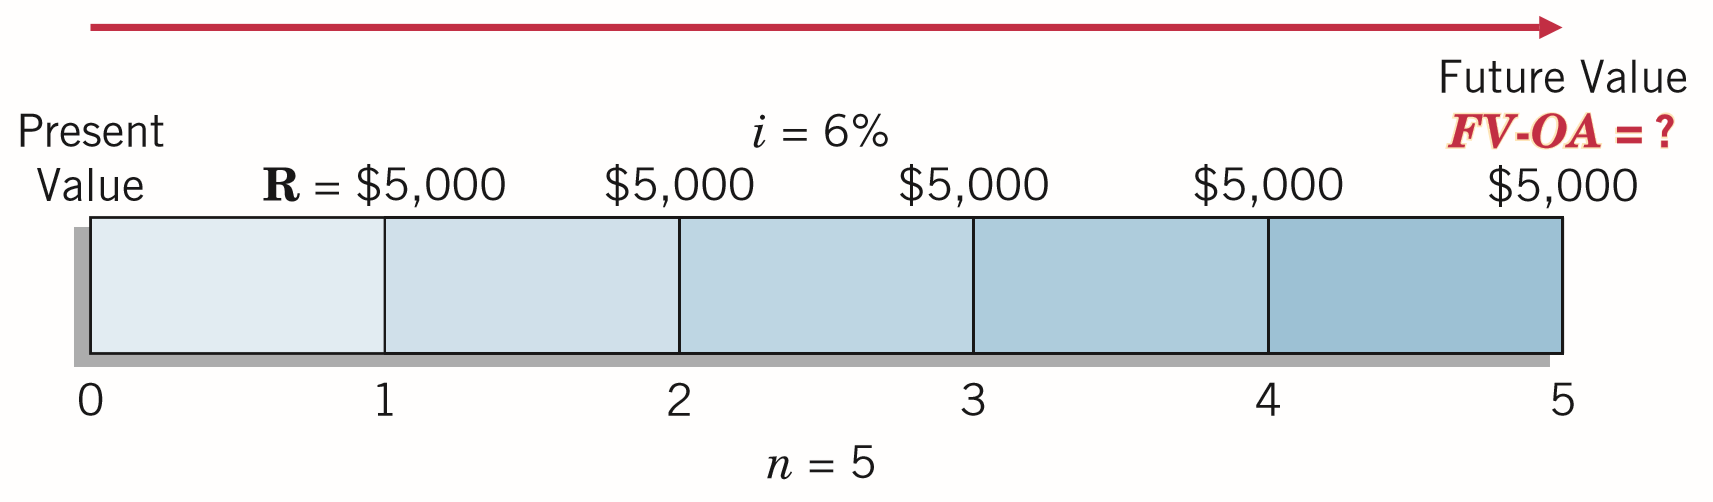 Future Value
Present
i = 6%
FV-OA = ?
Value
R = $5,000 $5,000 $5,000 $5,000 $5,000
0 1 2 3 4 5
n = 5